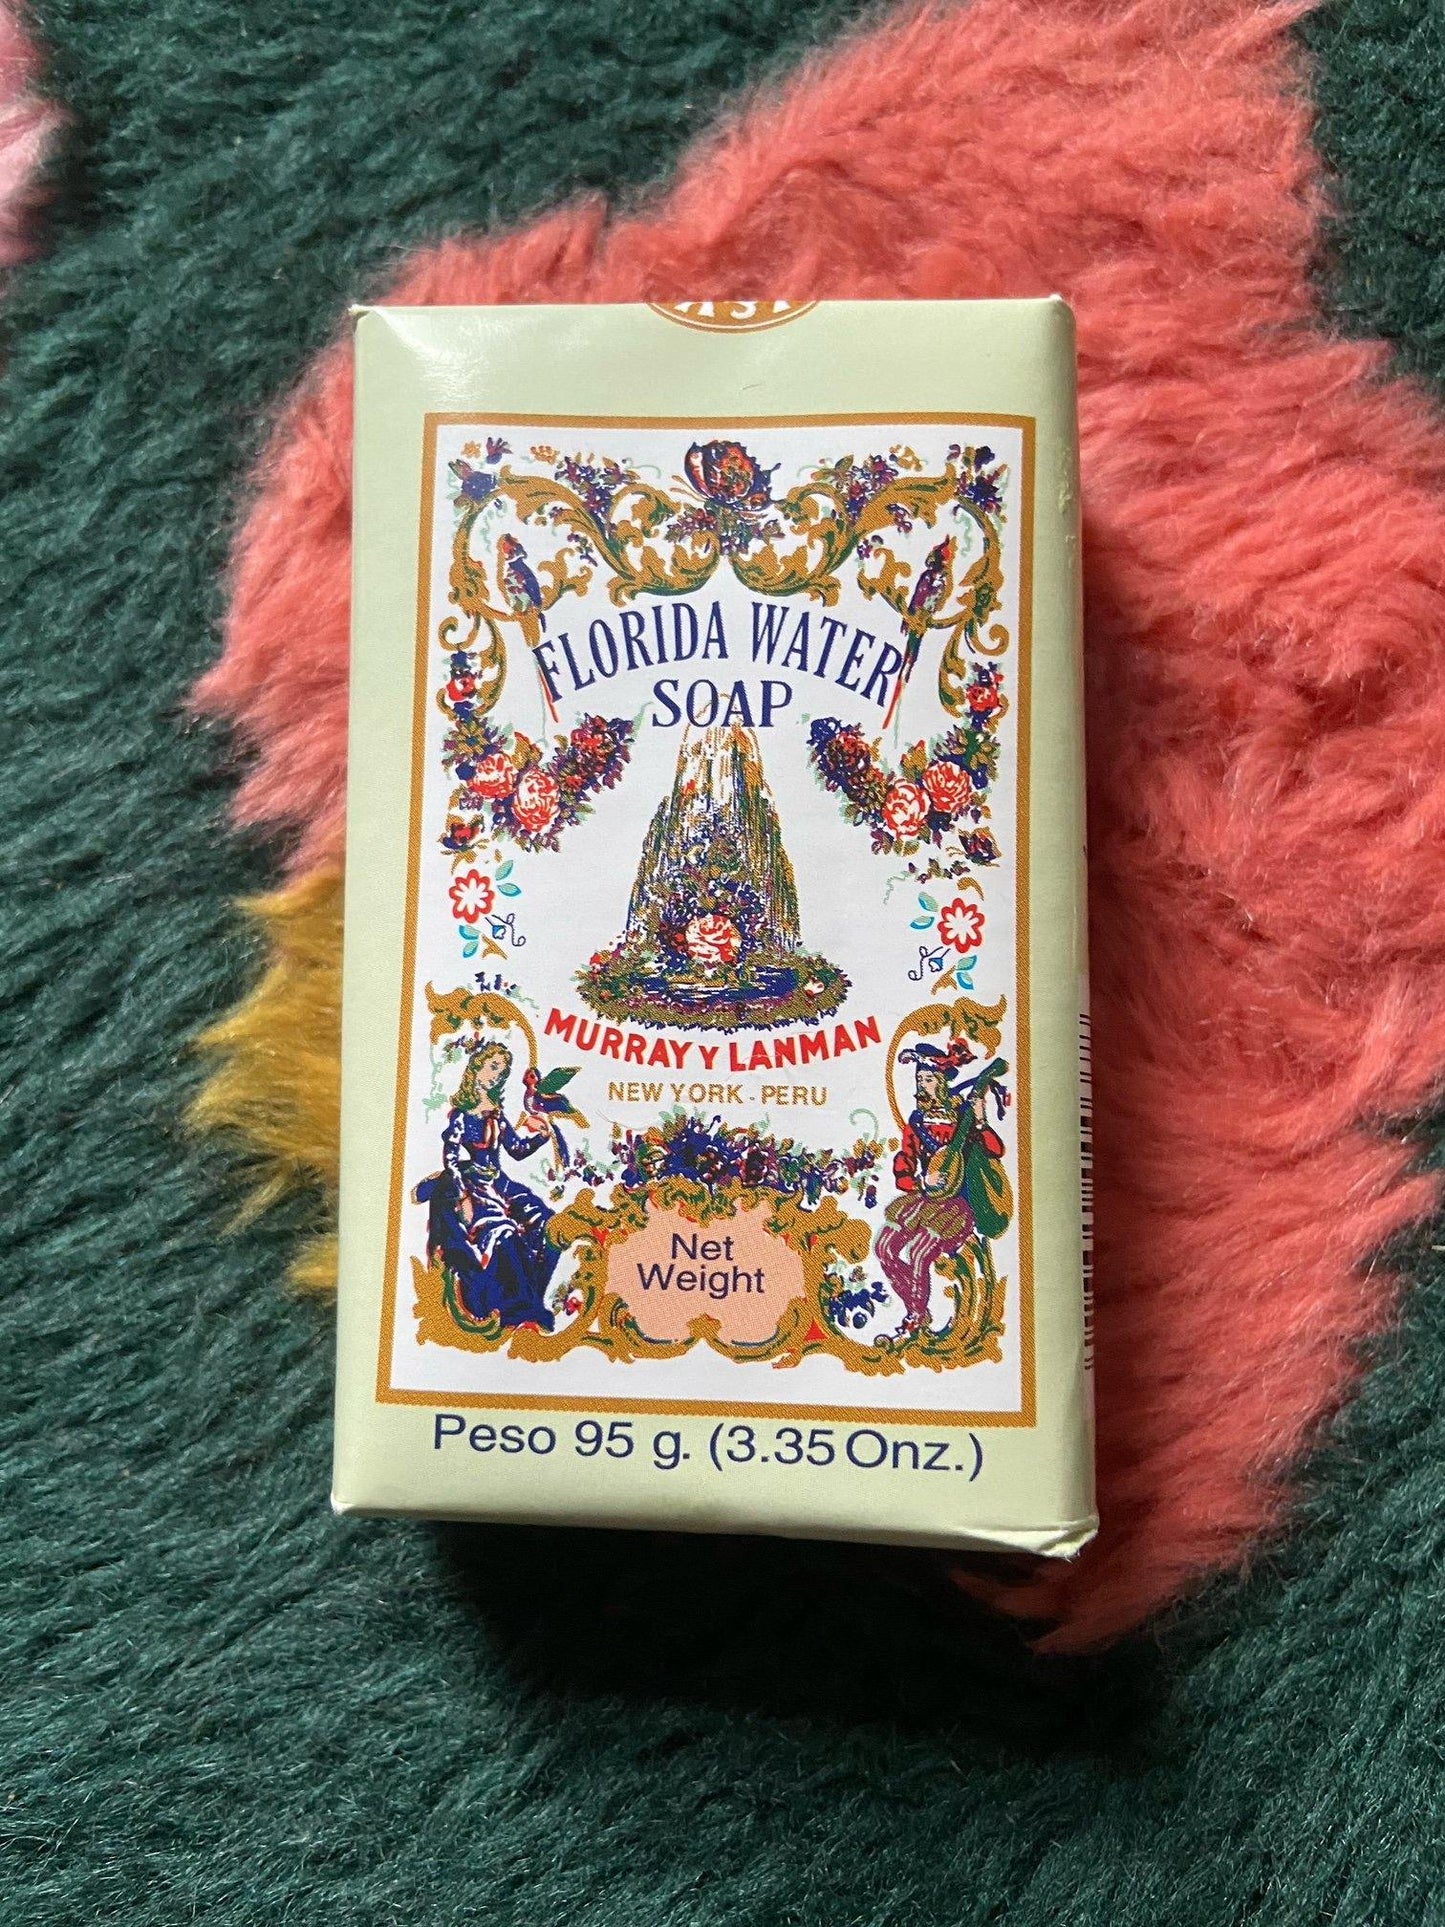 FLORIDA WATER
SOAP
MURRAY Y LANMAN
NEW YORK - PERU
Net
Weight
Peso 95 g. (3.35 Onz.)